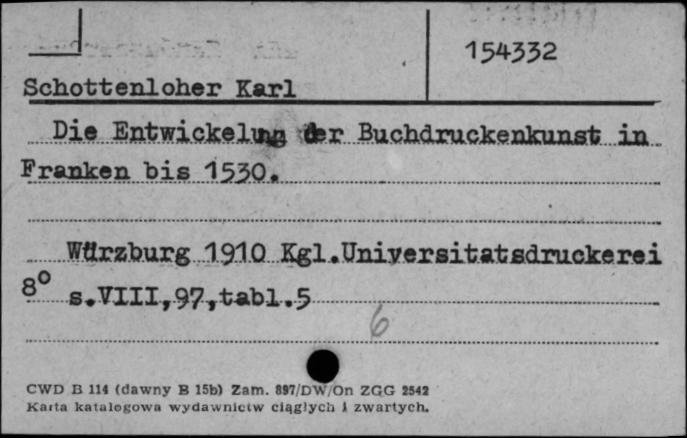 154332
Schottenloher Karl
Die Entwickelung der Buchdruckenkunst in
Franken bis 1530.
Würzburg 1910 Kgl.Universitatsdruckerei
8° s.VIII,97,tabl.5
6
CWD B 114 (dawny B 15b) Zam. 897/DW/On ZGG 2542
Karta katalogowa wydawnictw ciągłych i zwartych.